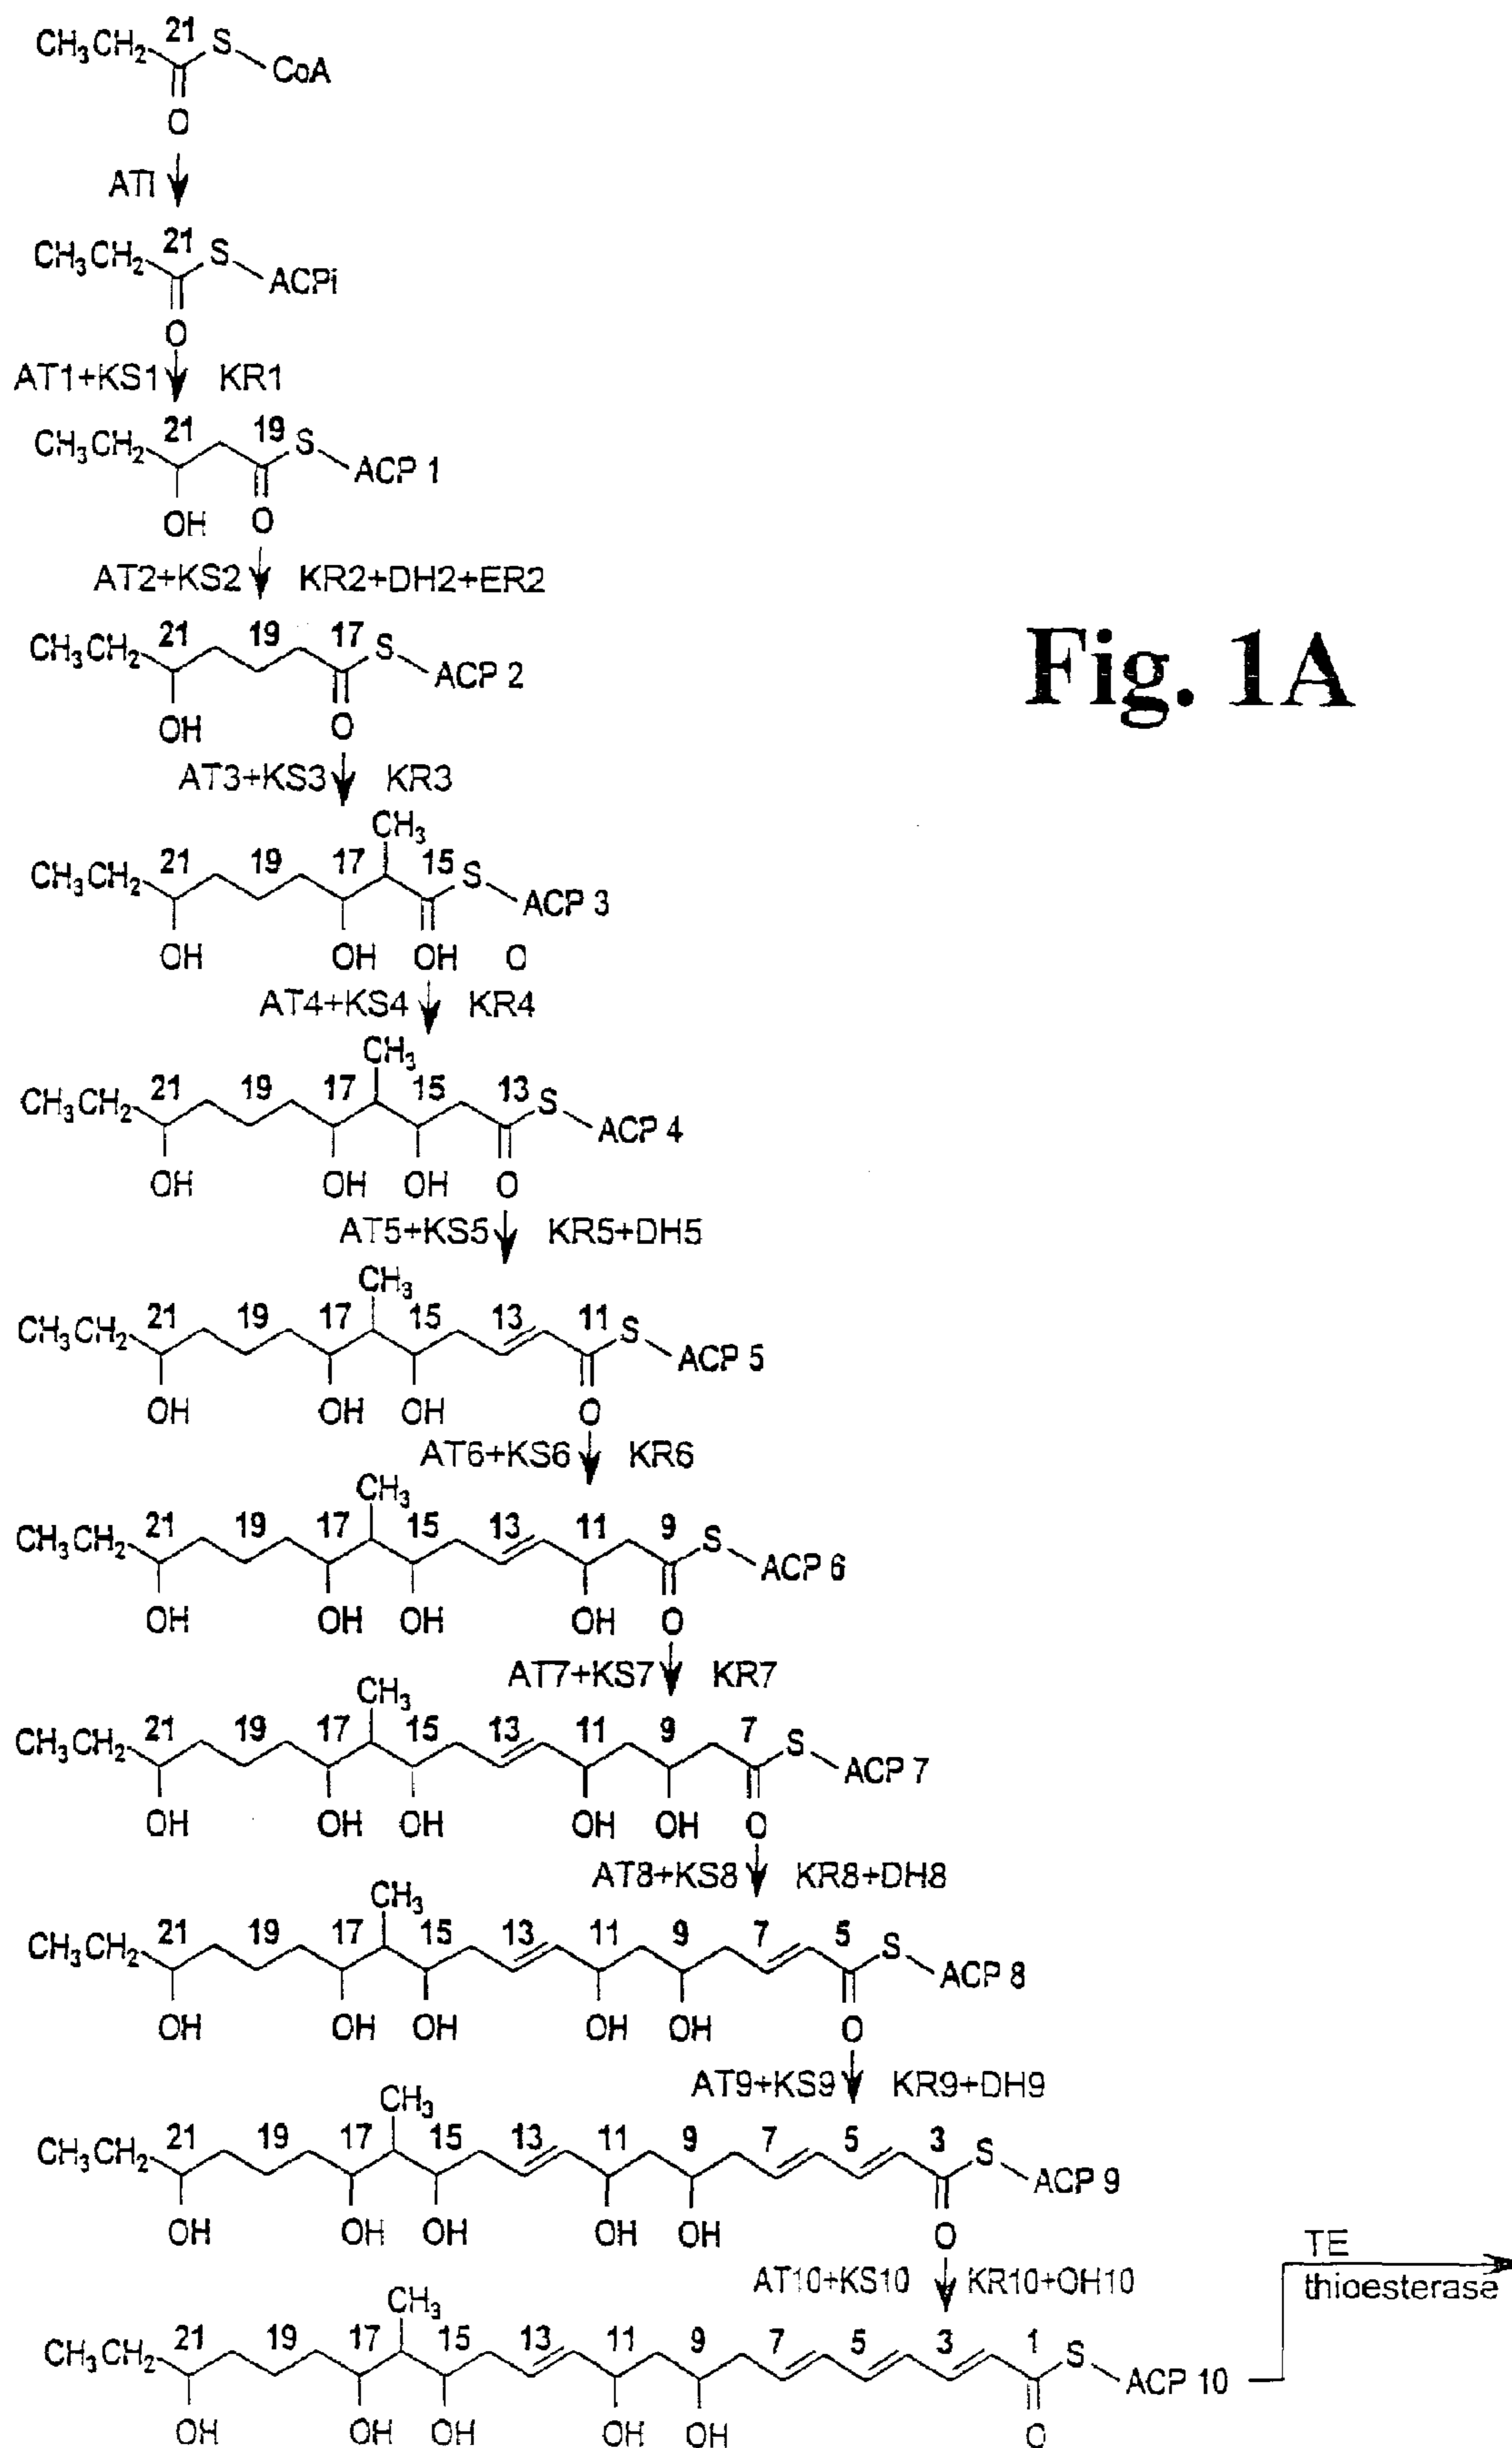 21
CH3CH2 S CoA
O
ATi
21
CH3CH2 S ACPi
O
AT1+KS1 KR1
21 19
CH3CH2 S ACP 1
OH O
AT2+KS2 KR2+DH2+ER2
21 19 17
CH3CH2 S ACP 2
OH O
Fig. 1A
AT3+KS3 KR3
CH3
21 19 17 15
CH3CH2 S ACP 3
OH OH OH O
AT4+KS4 KR4
CH3
21 19 17 15 13
CH3CH2 S ACP 4
OH OH OH O
AT5+KS5 KR5+DH5
CH3
21 19 17 15 13 11
CH3CH2 S ACP 5
OH OH OH O
AT6+KS6 KR6
CH3
21 19 17 15 13 11 9
CH3CH2 S ACP 6
OH OH OH OH O
AT7+KS7 KR7
CH3
21 19 17 15 13 11 9 7
CH3CH2 S ACP 7
OH OH OH OH OH O
AT8+KS8 KR8+DH8
CH3
21 19 17 15 13 11 9 7 5
CH3CH2 S ACP 8
OH OH OH OH OH O
AT9+KS9 KR9+DH9
CH3
21 19 17 15 13 11 9 7 5 3
CH3CH2 S ACP 9
OH OH OH OH OH O
AT10+KS10 KR10+OH10
TE
thioesterase
CH3
21 19 17 15 13 11 9 7 5 3 1
CH3CH2 S ACP 10
OH OH OH OH OH O